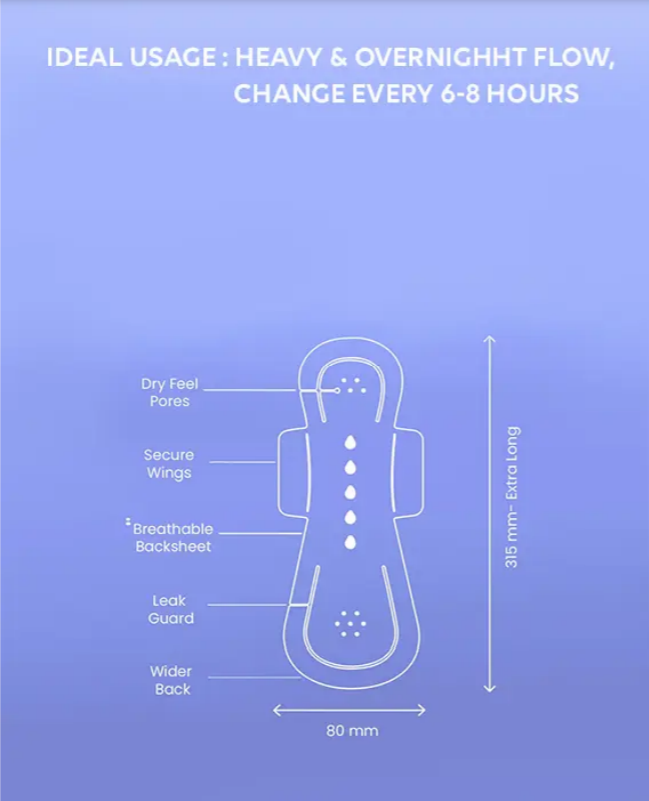 IDEAL USAGE : HEAVY & OVERNIGHHT FLOW,
CHANGE EVERY 6-8 HOURS
Dry Feel
Pores
Secure
Wings
Breathable
Backsheet
Leak
Guard
Wider
Back
315 mm- Extra Long
80 mm